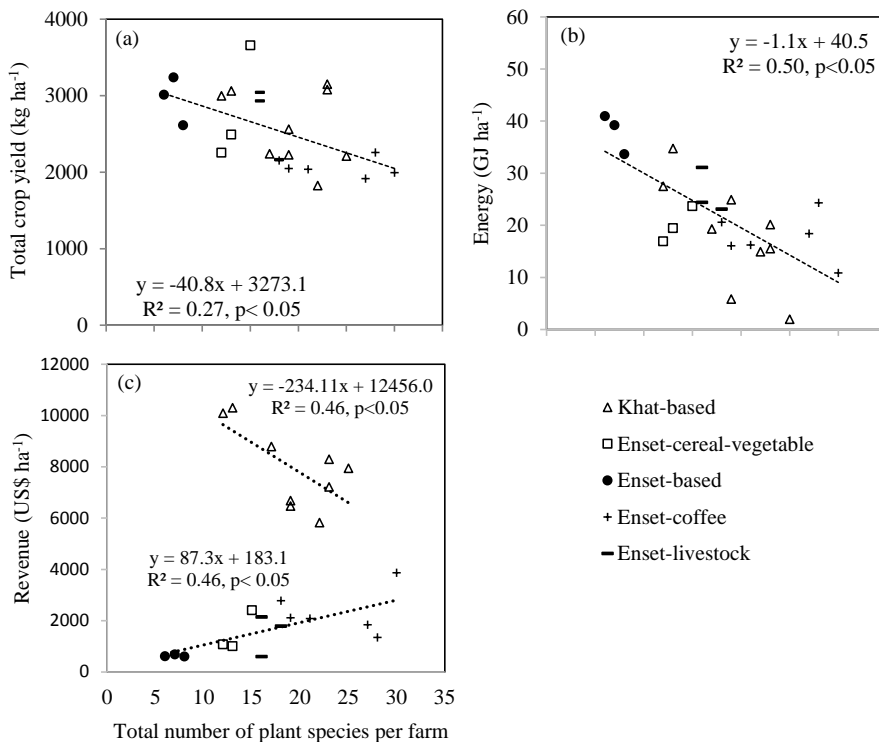 (a)
Total crop yield (kg ha⁻¹)
4000
3000
2000
1000
0
y = -40.8x + 3273.1
R² = 0.27, p< 0.05
(b)
Energy (GJ ha⁻¹)
60
50
40
30
20
10
0
y = -1.1x + 40.5
R² = 0.50, p<0.05
(c)
Revenue (US$ ha⁻¹)
12000
10000
8000
6000
4000
2000
0
y = -234.11x + 12456.0
R² = 0.46, p<0.05
y = 87.3x + 183.1
R² = 0.46, p< 0.05
0 5 10 15 20 25 30 35
Total number of plant species per farm
Khat-based
Enset-cereal-vegetable
Enset-based
Enset-coffee
Enset-livestock